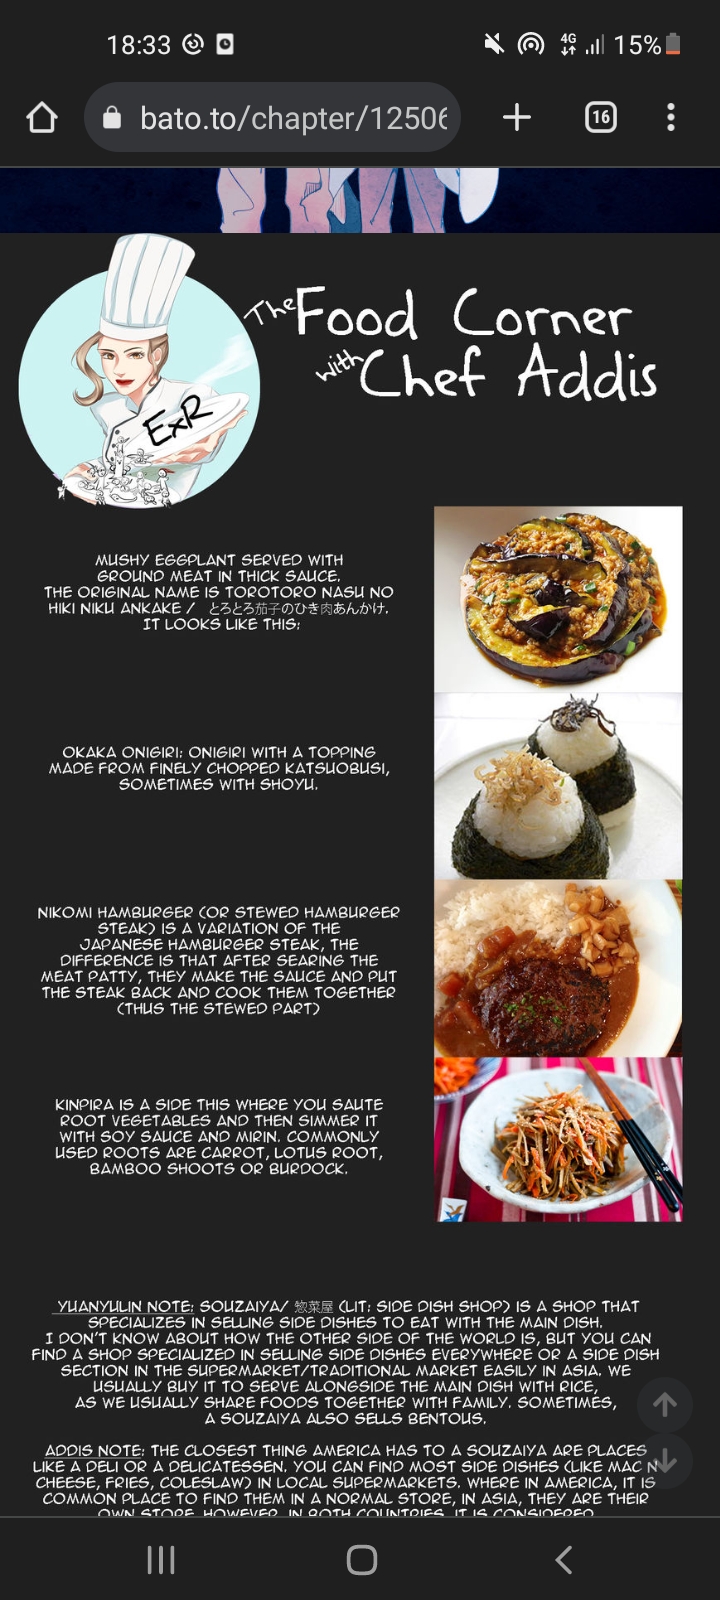 18:33
4G
15%
bato.to/chapter/12506
16
The Food Corner
with Chef Addis
ExR
MUSHY EGGPLANT SERVED WITH
GROUND MEAT IN THICK SAUCE.
THE ORIGINAL NAME IS TOROTORO NASU NO
HIKI NIKU ANKAKE / とろとろ茄子のひき肉あんかけ.
IT LOOKS LIKE THIS:
OKAKA ONIGIRI: ONIGIRI WITH A TOPPING
MADE FROM FINELY CHOPPED KATSUOBUSI,
SOMETIMES WITH SHOYU.
NIKOMI HAMBURGER (OR STEWED HAMBURGER
STEAK) IS A VARIATION OF THE
JAPANESE HAMBURGER STEAK, THE
DIFFERENCE IS THAT AFTER SEARING THE
MEAT PATTY, THEY MAKE THE SAUCE AND PUT
THE STEAK BACK AND COOK THEM TOGETHER
(THUS THE STEWED PART)
KINPIRA IS A SIDE THIS WHERE YOU SAUTE
ROOT VEGETABLES AND THEN SIMMER IT
WITH SOY SAUCE AND MIRIN. COMMONLY
USED ROOTS ARE CARROT, LOTUS ROOT,
BAMBOO SHOOTS OR BURDOCK.
YUANYULIN NOTE: SOUZAIYA/ 惣菜屋 (LIT: SIDE DISH SHOP) IS A SHOP THAT
SPECIALIZES IN SELLING SIDE DISHES TO EAT WITH THE MAIN DISH.
I DON'T KNOW ABOUT HOW THE OTHER SIDE OF THE WORLD IS, BUT YOU CAN
FIND A SHOP SPECIALIZED IN SELLING SIDE DISHES EVERYWHERE OR A SIDE DISH
SECTION IN THE SUPERMARKET/TRADITIONAL MARKET EASILY IN ASIA. WE
USUALLY BUY IT TO SERVE ALONGSIDE THE MAIN DISH WITH RICE,
AS WE USUALLY SHARE FOODS TOGETHER WITH FAMILY. SOMETIMES,
A SOUZAIYA ALSO SELLS BENTOUS.
ADDIS NOTE: THE CLOSEST THING AMERICA HAS TO A SOUZAIYA ARE PLACES
LIKE A DELI OR A DELICATESSEN. YOU CAN FIND MOST SIDE DISHES (LIKE MAC N
CHEESE, FRIES, COLESLAW) IN LOCAL SUPERMARKETS. WHERE IN AMERICA, IT IS
COMMON PLACE TO FIND THEM IN A NORMAL STORE, IN ASIA, THEY ARE THEIR
OWN STORE. HOWEVER, IN BOTH COUNTRIES, IT IS CONSIDERED